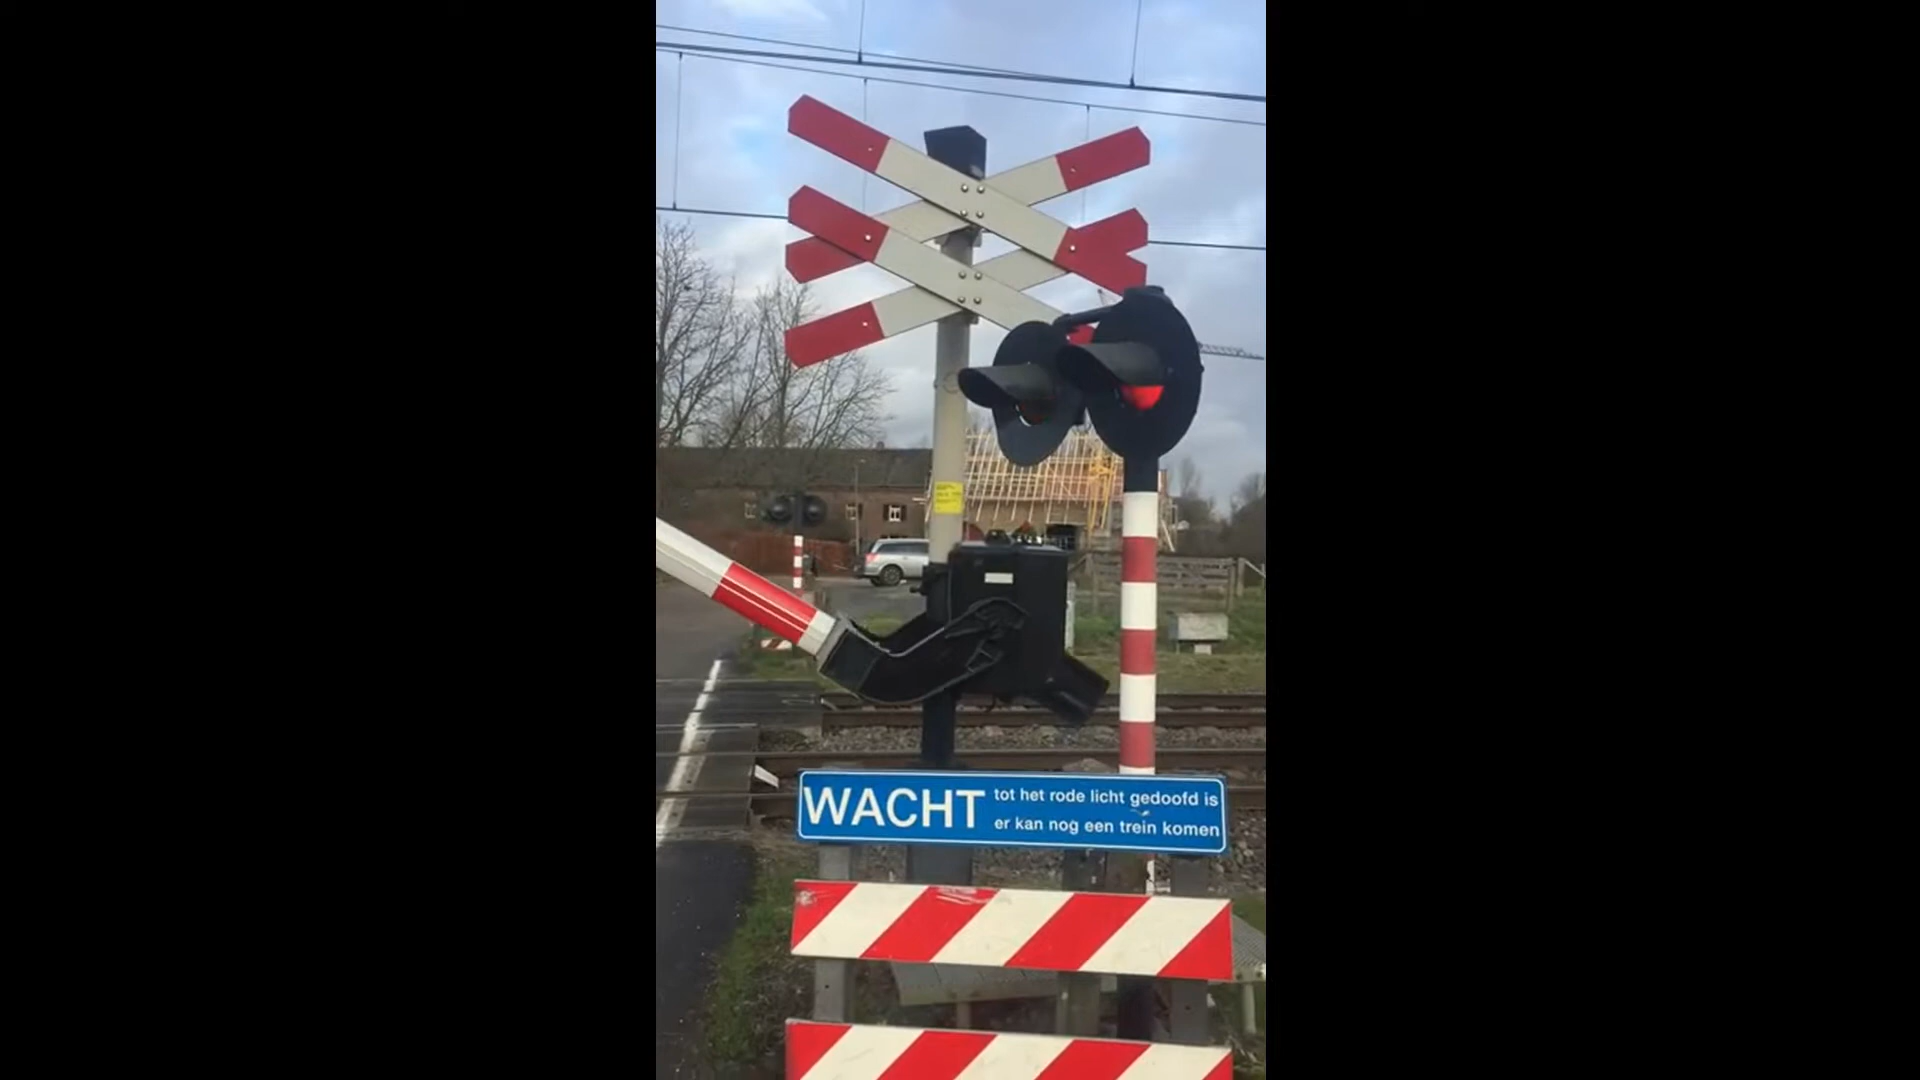 WACHT
tot het rode licht gedoofd is
er kan nog een trein komen